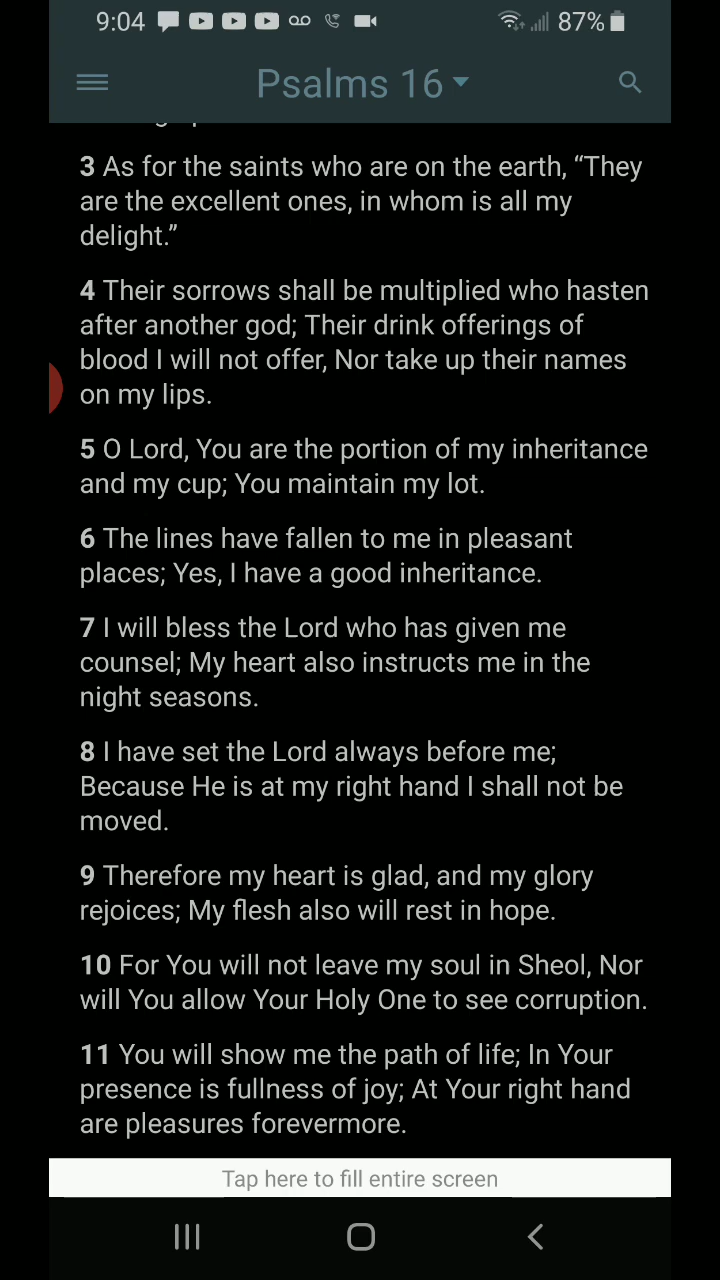 9:04
87%
Psalms 16
3 As for the saints who are on the earth, “They
are the excellent ones, in whom is all my
delight.”
4 Their sorrows shall be multiplied who hasten
after another god; Their drink offerings of
blood I will not offer, Nor take up their names
on my lips.
5 O Lord, You are the portion of my inheritance
and my cup; You maintain my lot.
6 The lines have fallen to me in pleasant
places; Yes, I have a good inheritance.
7 I will bless the Lord who has given me
counsel; My heart also instructs me in the
night seasons.
8 I have set the Lord always before me;
Because He is at my right hand I shall not be
moved.
9 Therefore my heart is glad, and my glory
rejoices; My flesh also will rest in hope.
10 For You will not leave my soul in Sheol, Nor
will You allow Your Holy One to see corruption.
11 You will show me the path of life; In Your
presence is fullness of joy; At Your right hand
are pleasures forevermore.
Tap here to fill entire screen